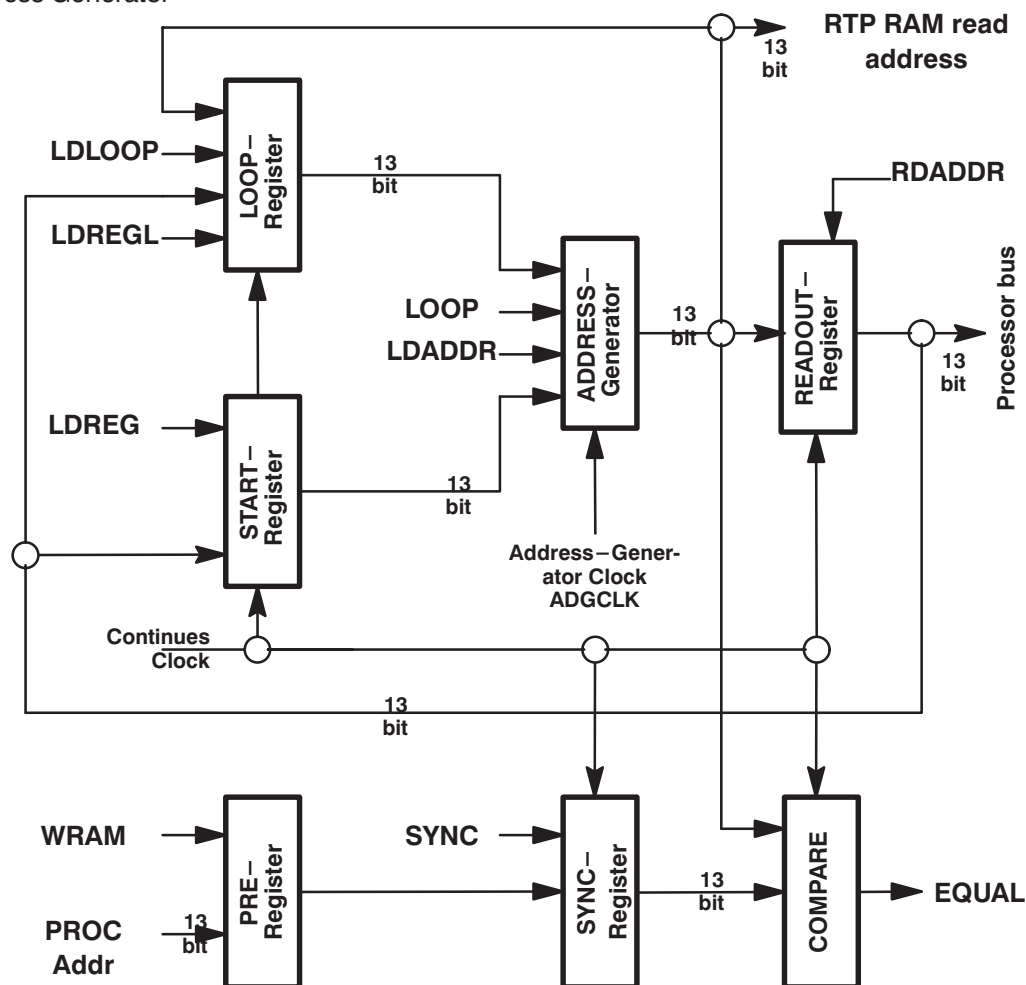 ess Generator
RTP RAM read
address
13
bit
LDLOOP
LDREGL
LOOP–
Register
13
bit
RDADDR
LOOP
LDADDR
ADDRESS–
Generator
13
bit
READOUT–
Register
13
bit
Processor bus
LDREG
START–
Register
13
bit
Address–Gener-
ator Clock
ADGCLK
Continues
Clock
13
bit
WRAM
PROC
Addr
13
bit
PRE–
Register
SYNC
SYNC–
Register
13
bit
COMPARE
EQUAL